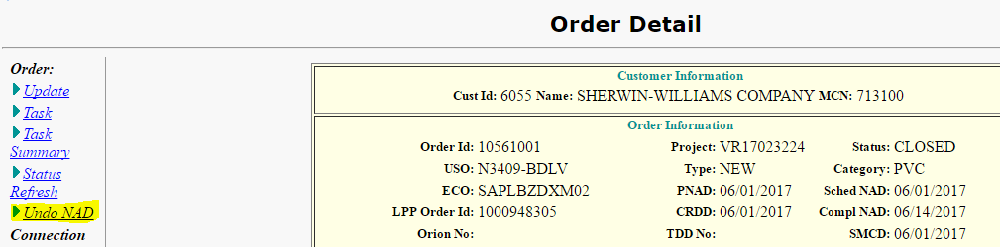 Order Detail
Order:
Update
Task
Task
Summary
Status
Refresh
Undo NAD
Connection
Customer Information
Cust Id: 6055 Name: SHERWIN-WILLIAMS COMPANY MCN: 713100
Order Information
Order Id: 10561001 Project: VR17023224 Status: CLOSED
USO: N3409-BDLV Type: NEW Category: PVC
ECO: SAPLBZDXM02 PNAD: 06/01/2017 Sched NAD: 06/01/2017
LPP Order Id: 1000948305 CRDD: 06/01/2017 Compl NAD: 06/14/2017
Orion No: TDD No: SMCD: 06/01/2017